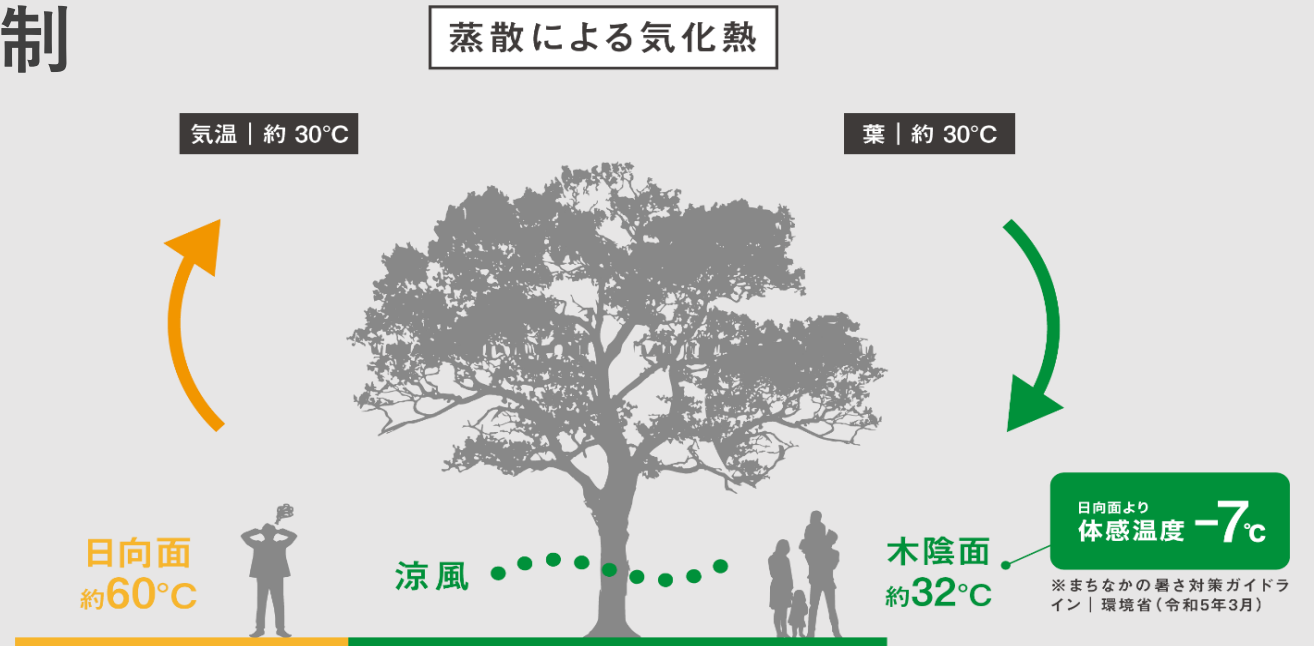 制
蒸散による気化熱
気温｜約 30°C
葉｜約 30°C
日向面
約60°C
涼風
木陰面
約32°C
日向面より
体感温度 −7℃
※まちなかの暑さ対策ガイドラ
イン｜環境省（令和5年3月）